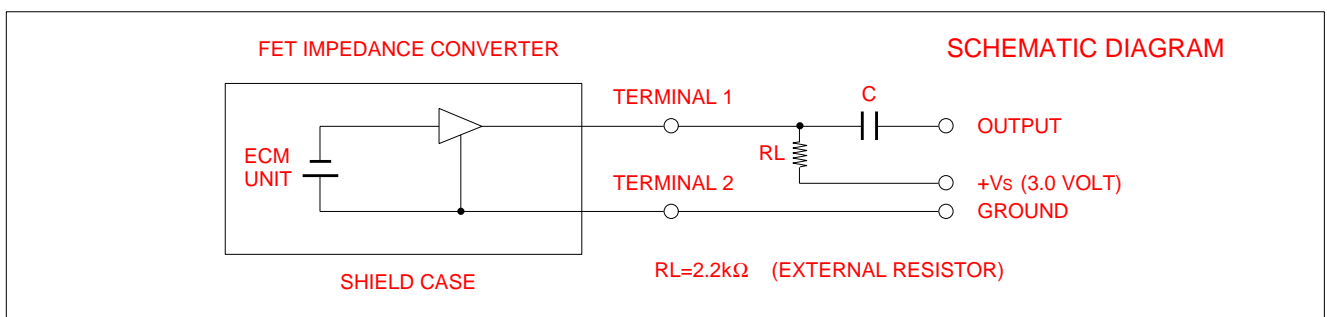 FET IMPEDANCE CONVERTER
SCHEMATIC DIAGRAM
TERMINAL 1
C
OUTPUT
ECM
UNIT
RL
TERMINAL 2
+Vs (3.0 VOLT)
GROUND
SHIELD CASE
RL=2.2kΩ (EXTERNAL RESISTOR)